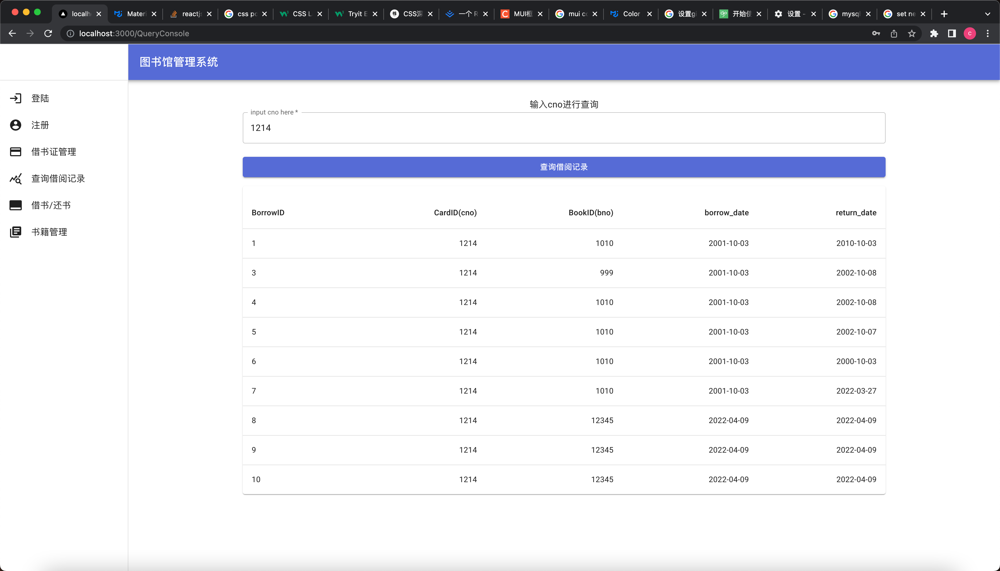 localh Materi reactjs css po CSS L Tryit E CSS深 一个 R MUI框 mui co Color 设置gi 开始使 设置 - mysql set ne
localhost:3000/QueryConsole
图书馆管理系统
登陆
注册
借书证管理
查询借阅记录
借书/还书
书籍管理
输入cno进行查询
input cno here *
1214
查询借阅记录
BorrowID CardID(cno) BookID(bno) borrow_date return_date
1 1214 1010 2001-10-03 2010-10-03
3 1214 999 2001-10-03 2002-10-08
4 1214 1010 2001-10-03 2002-10-08
5 1214 1010 2001-10-03 2002-10-07
6 1214 1010 2001-10-03 2000-10-03
7 1214 1010 2001-10-03 2022-03-27
8 1214 12345 2022-04-09 2022-04-09
9 1214 12345 2022-04-09 2022-04-09
10 1214 12345 2022-04-09 2022-04-09